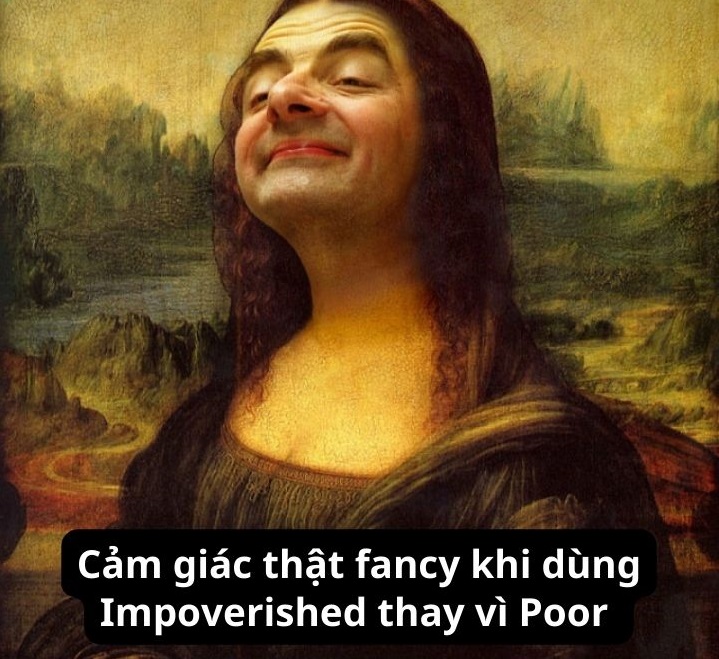 Cảm giác thật fancy khi dùng
Impoverished thay vì Poor